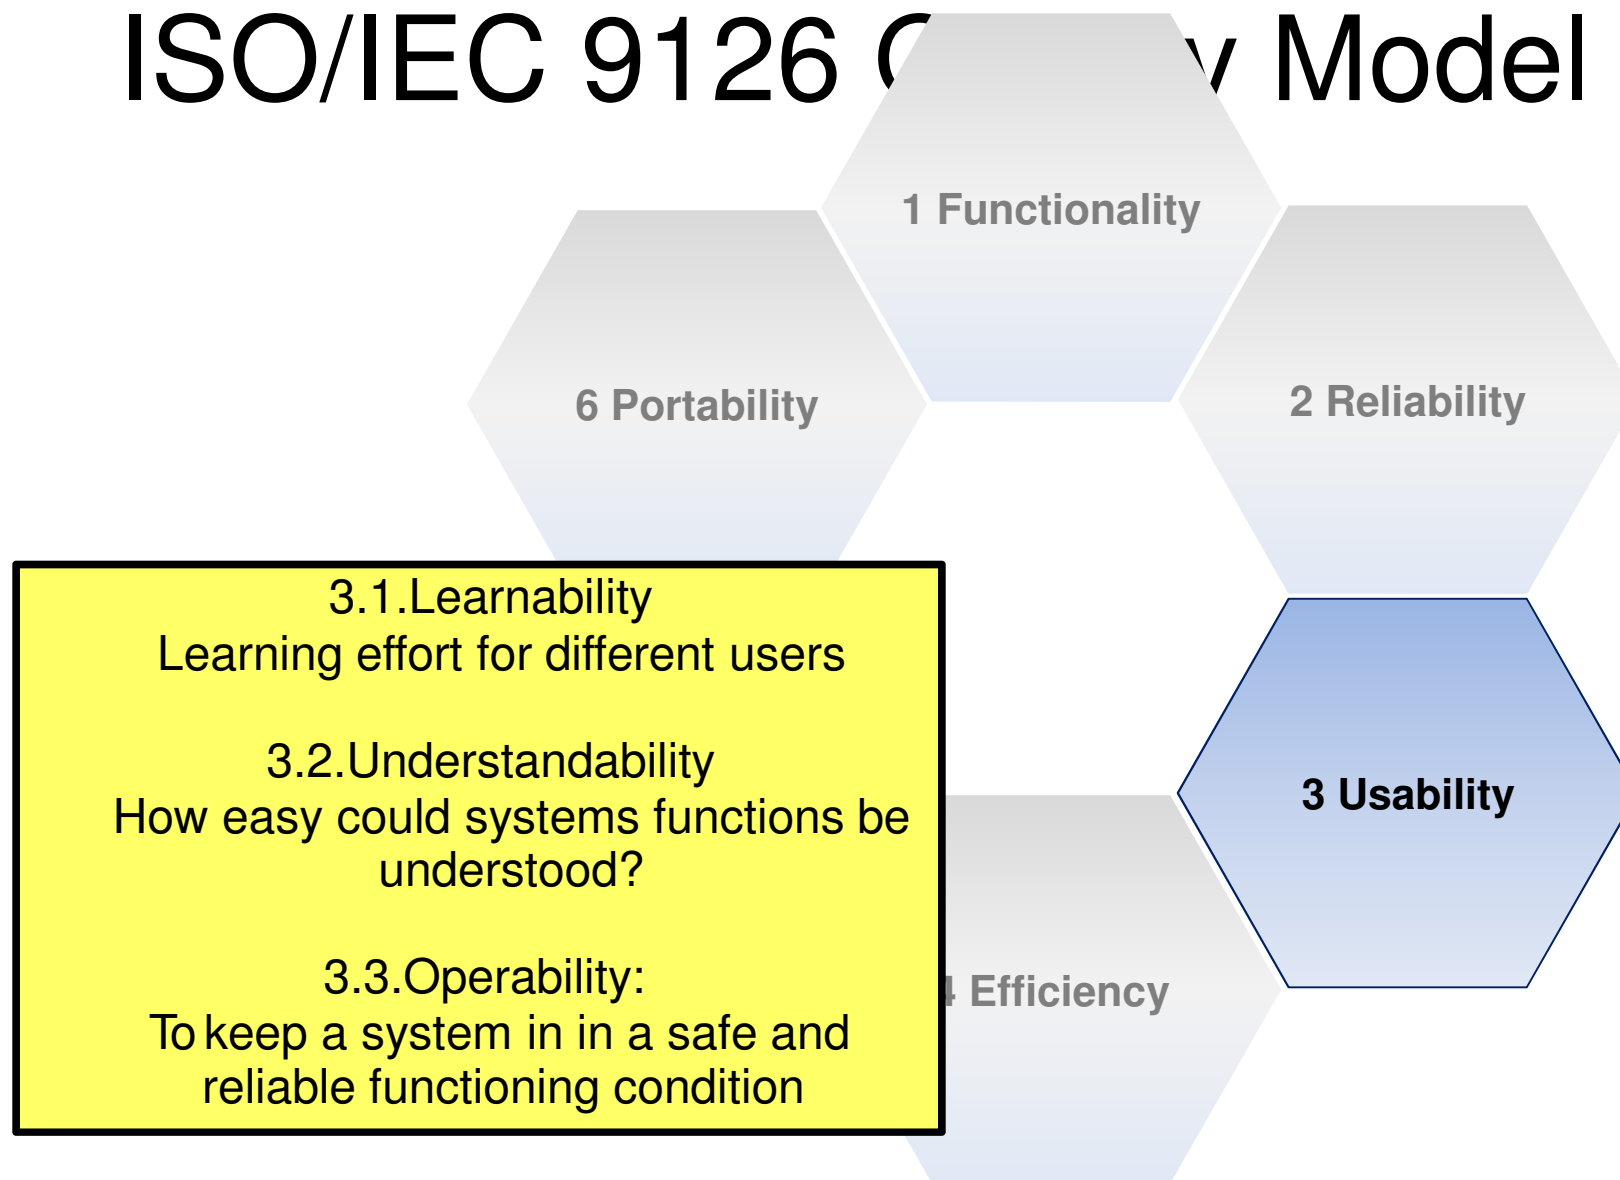 ISO/IEC 9126 Model
1 Functionality
6 Portability
2 Reliability
3.1.Learnability
Learning effort for different users
3.2.Understandability
How easy could systems functions be
understood?
3 Usability
3.3.Operability:
To keep a system in in a safe and
reliable functioning condition
4 Efficiency